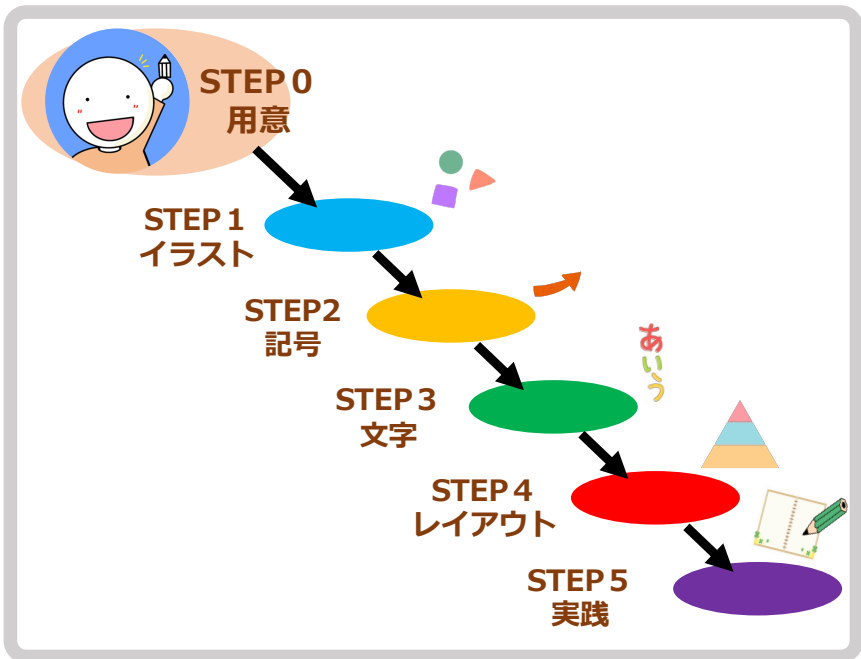 STEP０
用意
STEP１
イラスト
STEP2
記号
あいう
STEP３
文字
STEP４
レイアウト
STEP５
実践